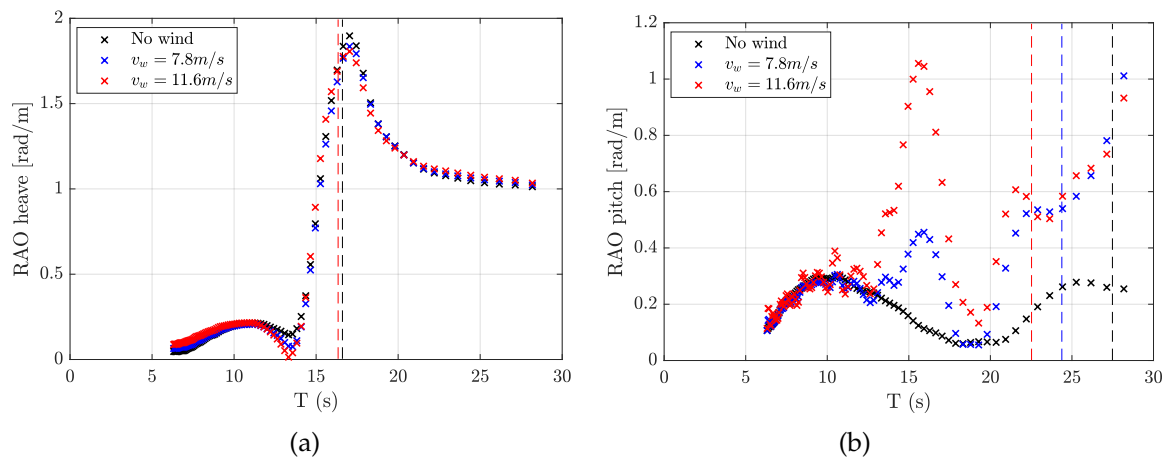 2
1.5
1
0.5
0
RAO heave [rad/m]
No wind
v_w = 7.8m/s
v_w = 11.6m/s
0 5 10 15 20 25 30
T (s)
(a)
1.2
1
0.8
0.6
0.4
0.2
0
RAO pitch [rad/m]
No wind
v_w = 7.8m/s
v_w = 11.6m/s
0 5 10 15 20 25 30
T (s)
(b)